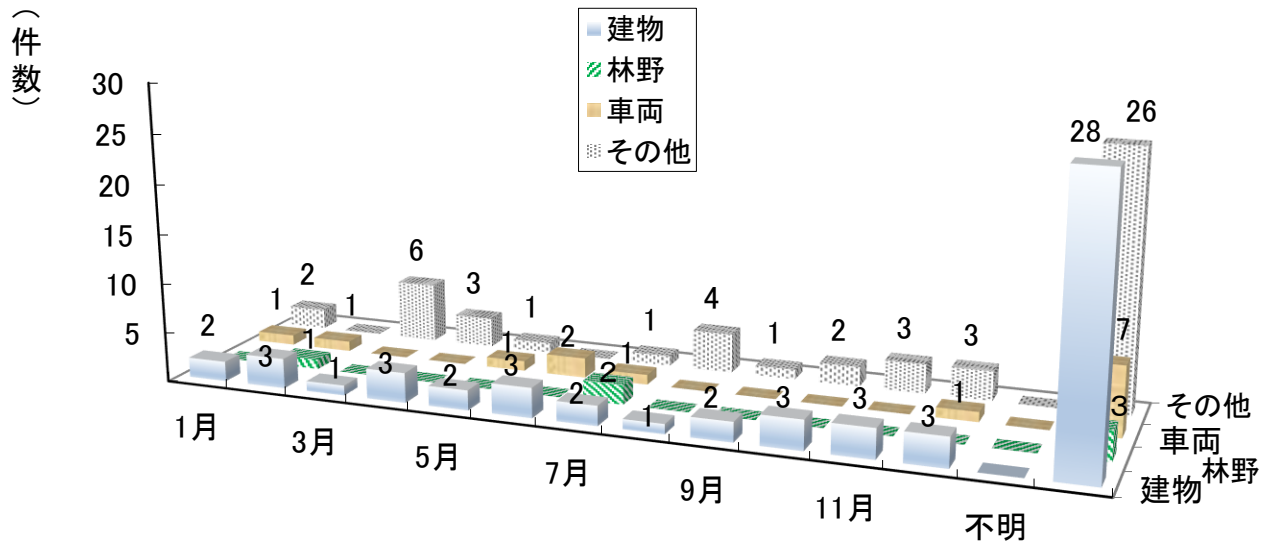 （件数）
建物
林野
車両
その他
30
25
20
15
10
5
28 26
6
2 3 4
2 1 1 1 1 1 2 3 3
1 2 1 1 7
1 2 3
2 3 1 3 2 3 2 1 2 3 3 3
その他
車両
林野
建物
1月 3月 5月 7月 9月 11月 不明